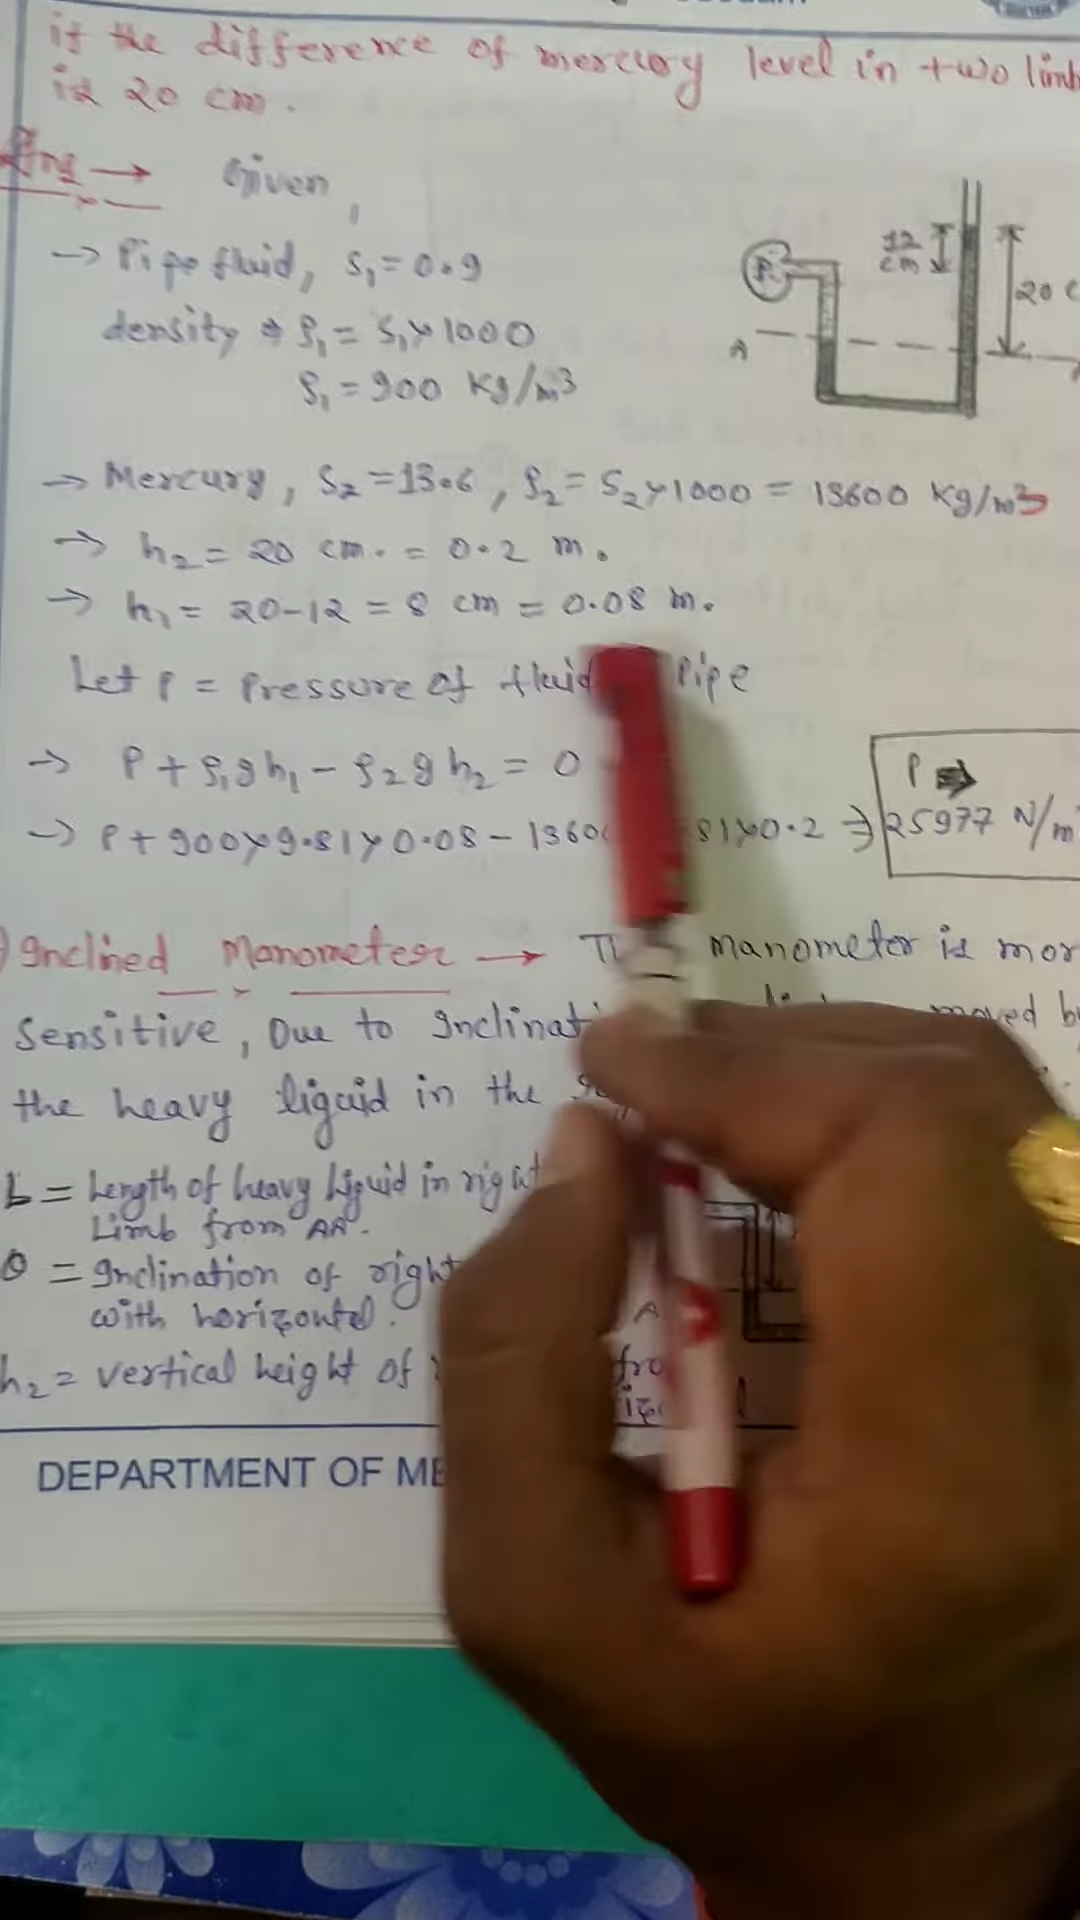 if the difference of mercury level in two limb
is 20 cm.
Ans → Given,
→ Pipe fluid, S₁ = 0.9
density ⇒ ρ₁ = S₁ × 1000
ρ₁ = 900 Kg/m³
12 cm
20 c
A
→ Mercury, S₂ = 13.6, ρ₂ = S₂ × 1000 = 13600 Kg/m³
→ h₂ = 20 cm. = 0.2 m.
→ h₁ = 20-12 = 8 cm = 0.08 m.
Let P = Pressure of fluid Pipe
→ P + ρ₁gh₁ - ρ₂gh₂ = 0
→ P + 900×9.81×0.08 - 1360 81×0.2 ⇒ P ⇒ 25977 N/m
Inclined Manometer → manometer is mor
Sensitive, Due to Inclinati moved by
the heavy liquid in the
L = Length of heavy liquid in right
Limb from AA.
θ = Inclination of right
with horizontal.
A
h₂ = vertical height of fro
DEPARTMENT OF ME